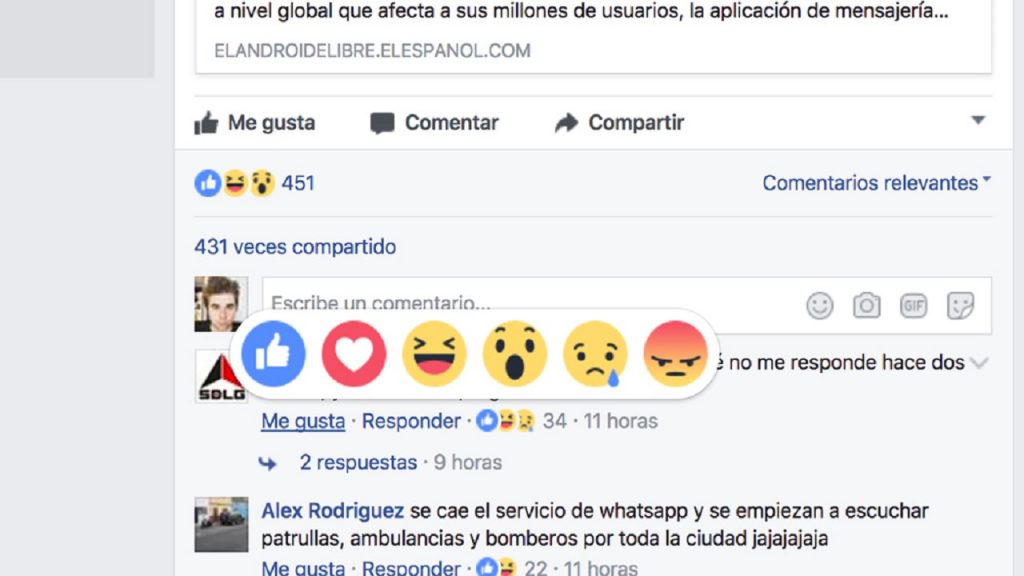 a nivel global que afecta a sus millones de usuarios, la aplicación de mensajería...
ELANDROIDELIBRE.ELESPANOL.COM
Me gusta Comentar Compartir
451 Comentarios relevantes
431 veces compartido
Escribe un comentario...
GIF
SDLG
é no me responde hace dos
Me gusta · Responder · 34 · 11 horas
2 respuestas · 9 horas
Alex Rodriguez se cae el servicio de whatsapp y se empiezan a escuchar
patrullas, ambulancias y bomberos por toda la ciudad jajajajaja
Me gusta · Responder · 22 · 11 horas